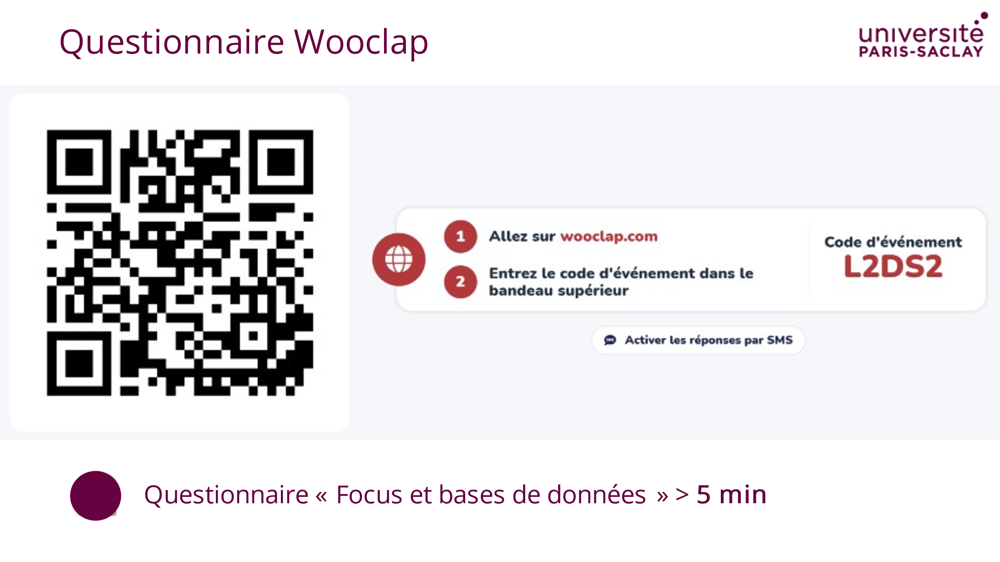 Questionnaire Wooclap
université
PARIS-SACLAY
1 Allez sur wooclap.com
2 Entrez le code d'événement dans le
bandeau supérieur
Code d'événement
L2DS2
SMS Activer les réponses par SMS
Questionnaire « Focus et bases de données » > 5 min